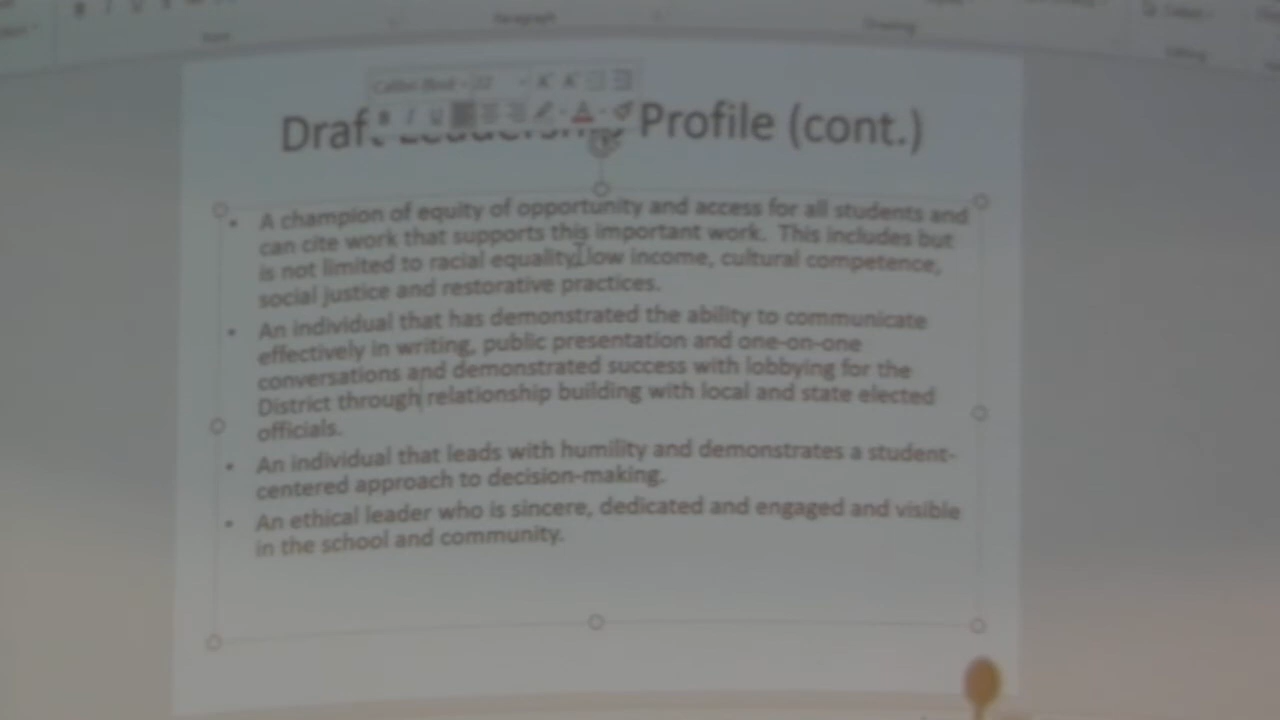 Paragraph
Drawing
Draft Leadership Profile (cont.)
• A champion of equity of opportunity and access for all students and
can cite work that supports this important work. This includes but
is not limited to racial equality, low income, cultural competence,
social justice and restorative practices.
• An individual that has demonstrated the ability to communicate
effectively in writing, public presentation and one-on-one
conversations and demonstrated success with lobbying for the
District through relationship building with local and state elected
officials.
• An individual that leads with humility and demonstrates a student-
centered approach to decision-making.
• An ethical leader who is sincere, dedicated and engaged and visible
in the school and community.